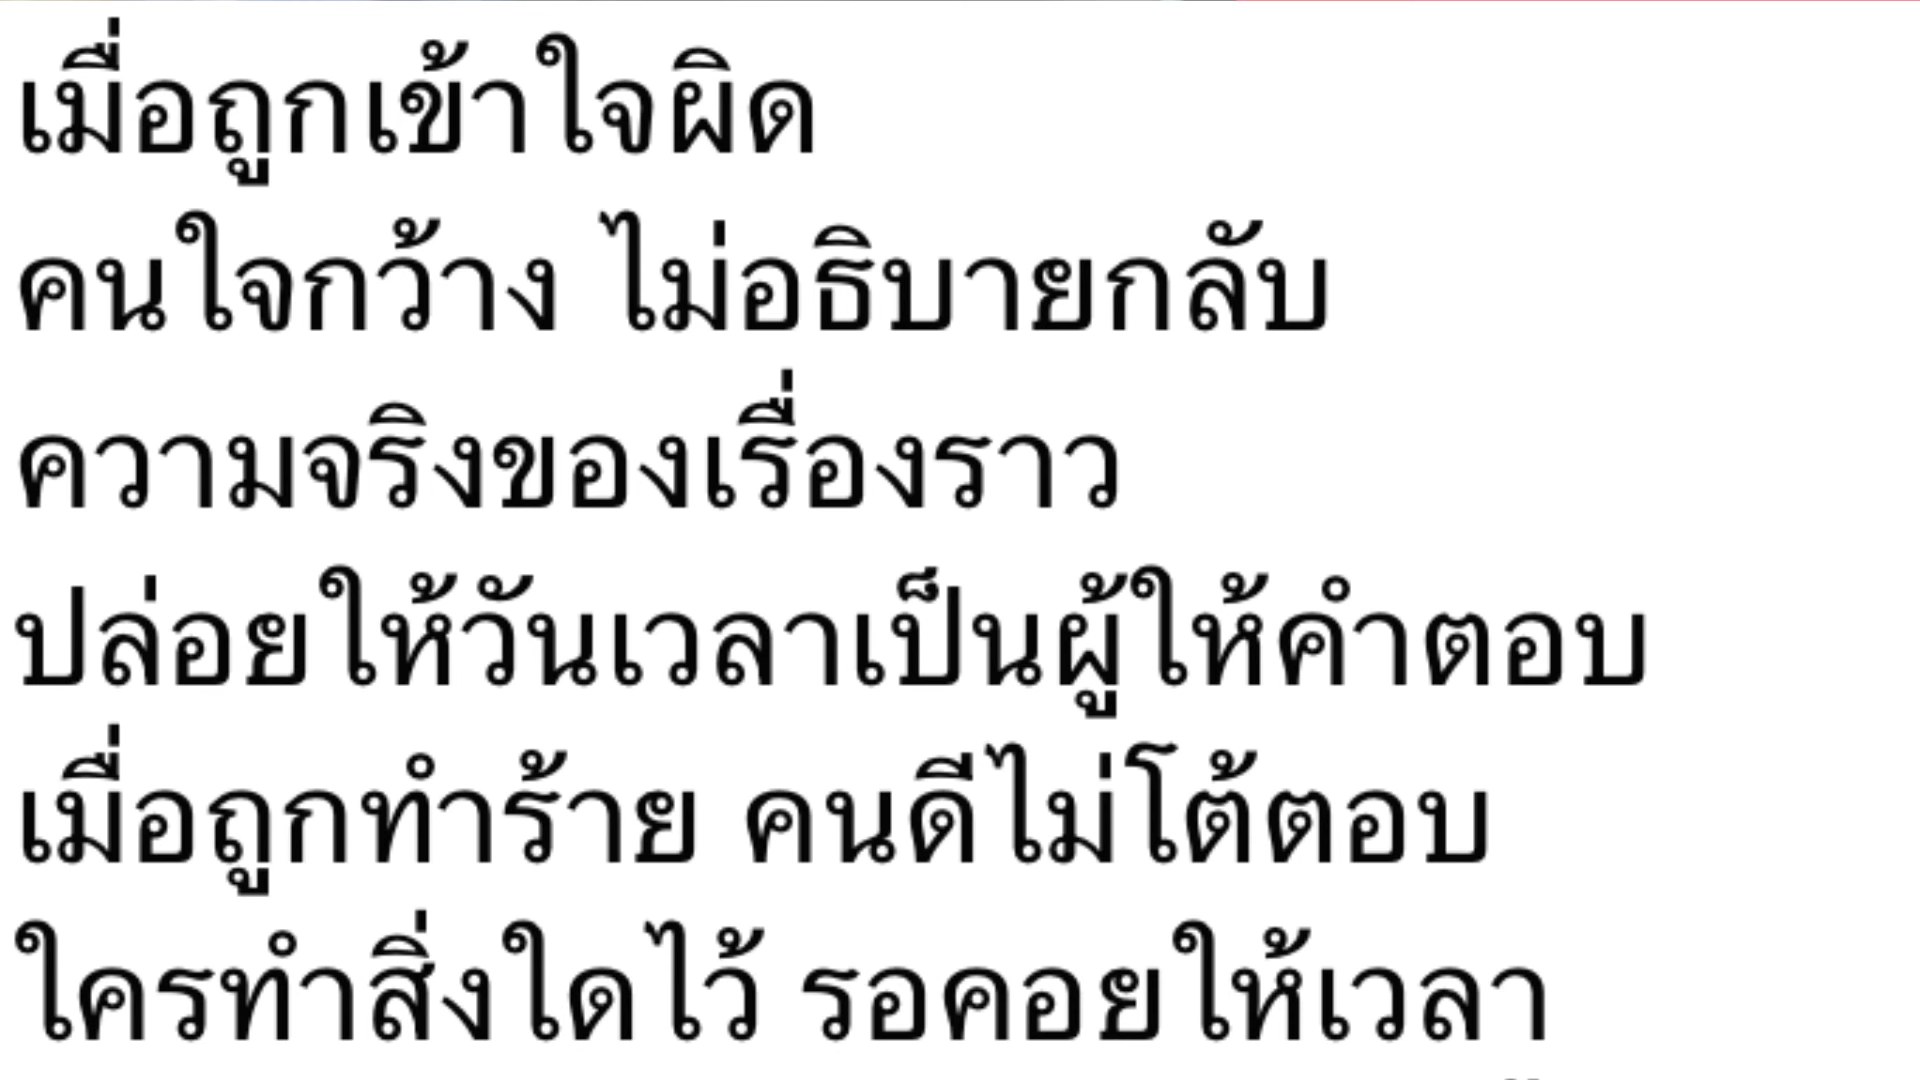 เมื่อถูกเข้าใจผิด
คนใจกว้าง ไม่อธิบายกลับ
ความจริงของเรื่องราว
ปล่อยให้วันเวลาเป็นผู้ให้คำตอบ
เมื่อถูกทำร้าย คนดีไม่โต้ตอบ
ใครทำสิ่งใดไว้ รอคอยให้เวลา